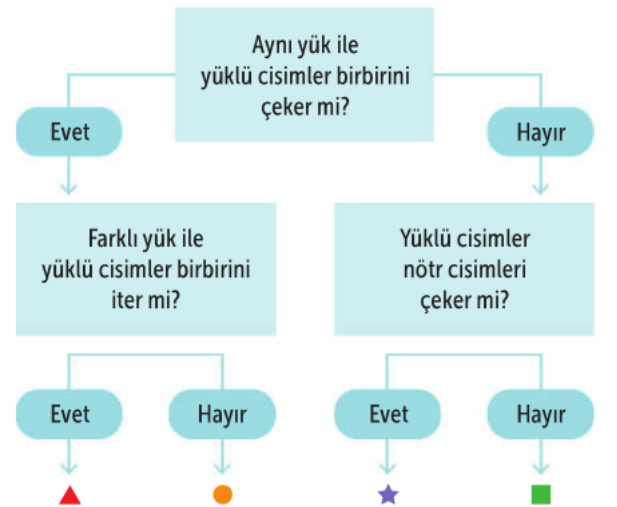 Aynı yük ile
yüklü cisimler birbirini
çeker mi?
Evet
Hayır
Farklı yük ile
yüklü cisimler birbirini
iter mi?
Yüklü cisimler
nötr cisimleri
çeker mi?
Evet
Hayır
Evet
Hayır